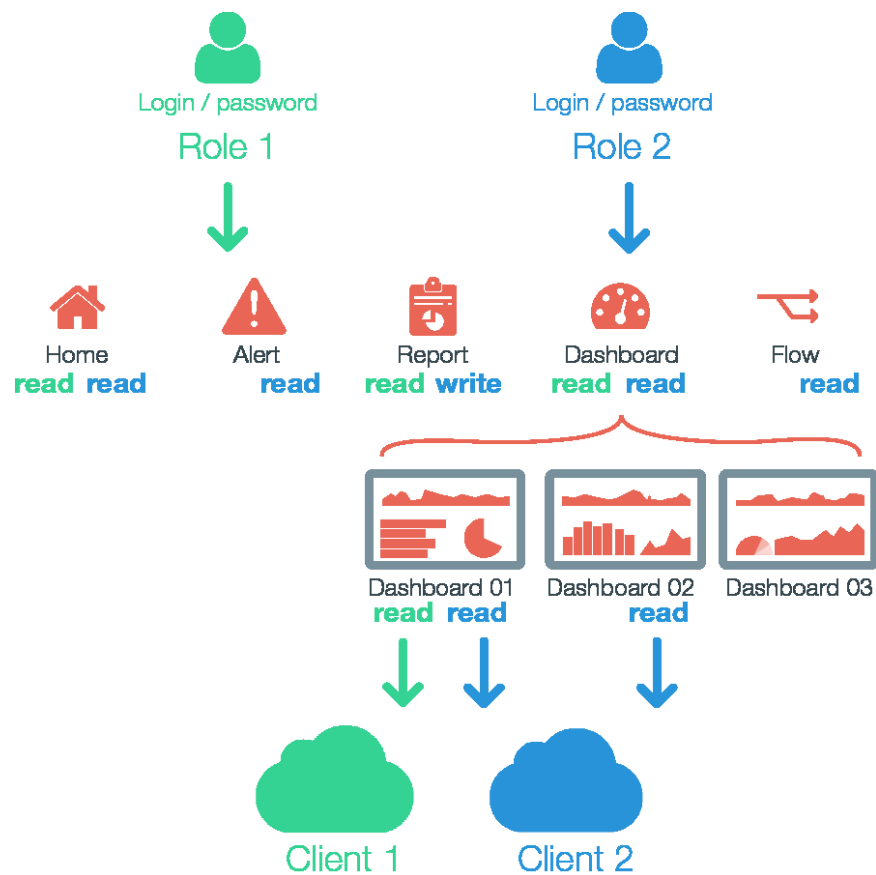 Login / password
Login / password
Role 1
Role 2
Home
Alert
Report
Dashboard
Flow
read read
read
read write
read read
read
Dashboard 01
Dashboard 02
Dashboard 03
read read
read
Client 1
Client 2